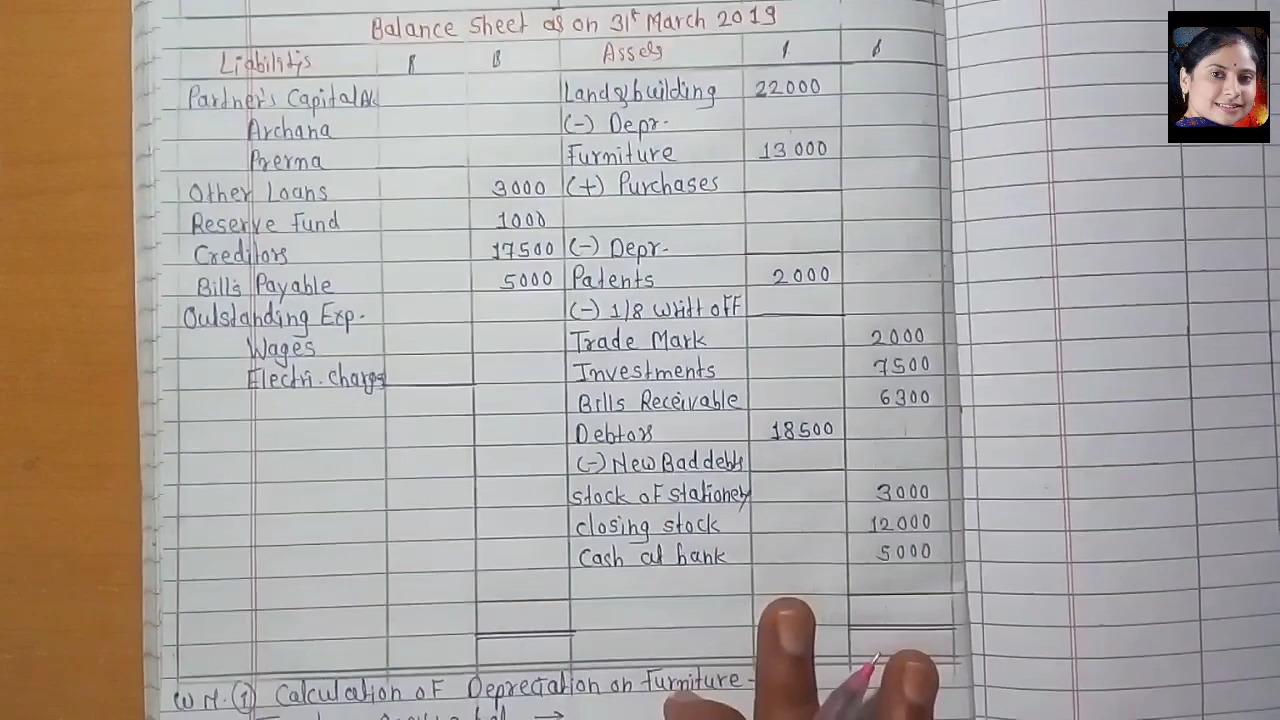 Balance Sheet as on 31st March 2019
Liabilitis ₹ ₹ Assets ₹ ₹
Partner's Capital A/c Land & building 22000
Archana (-) Depr.
Prerna Furniture 13000
Other Loans 3000 (+) Purchases
Reserve Fund 1000
Creditors 17500 (-) Depr.
Bills Payable 5000 Patents 2000
Outstanding Exp. (-) 1/8 writt off
Wages Trade Mark 2000
Electri. Charges Investments 7500
Bills Receivable 6300
Debtors 18500
(-) New Bad debts
Stock of Stationery 3000
closing stock 12000
Cash at bank 5000
W.N.(1) Calculation of Depreciation on Furniture -